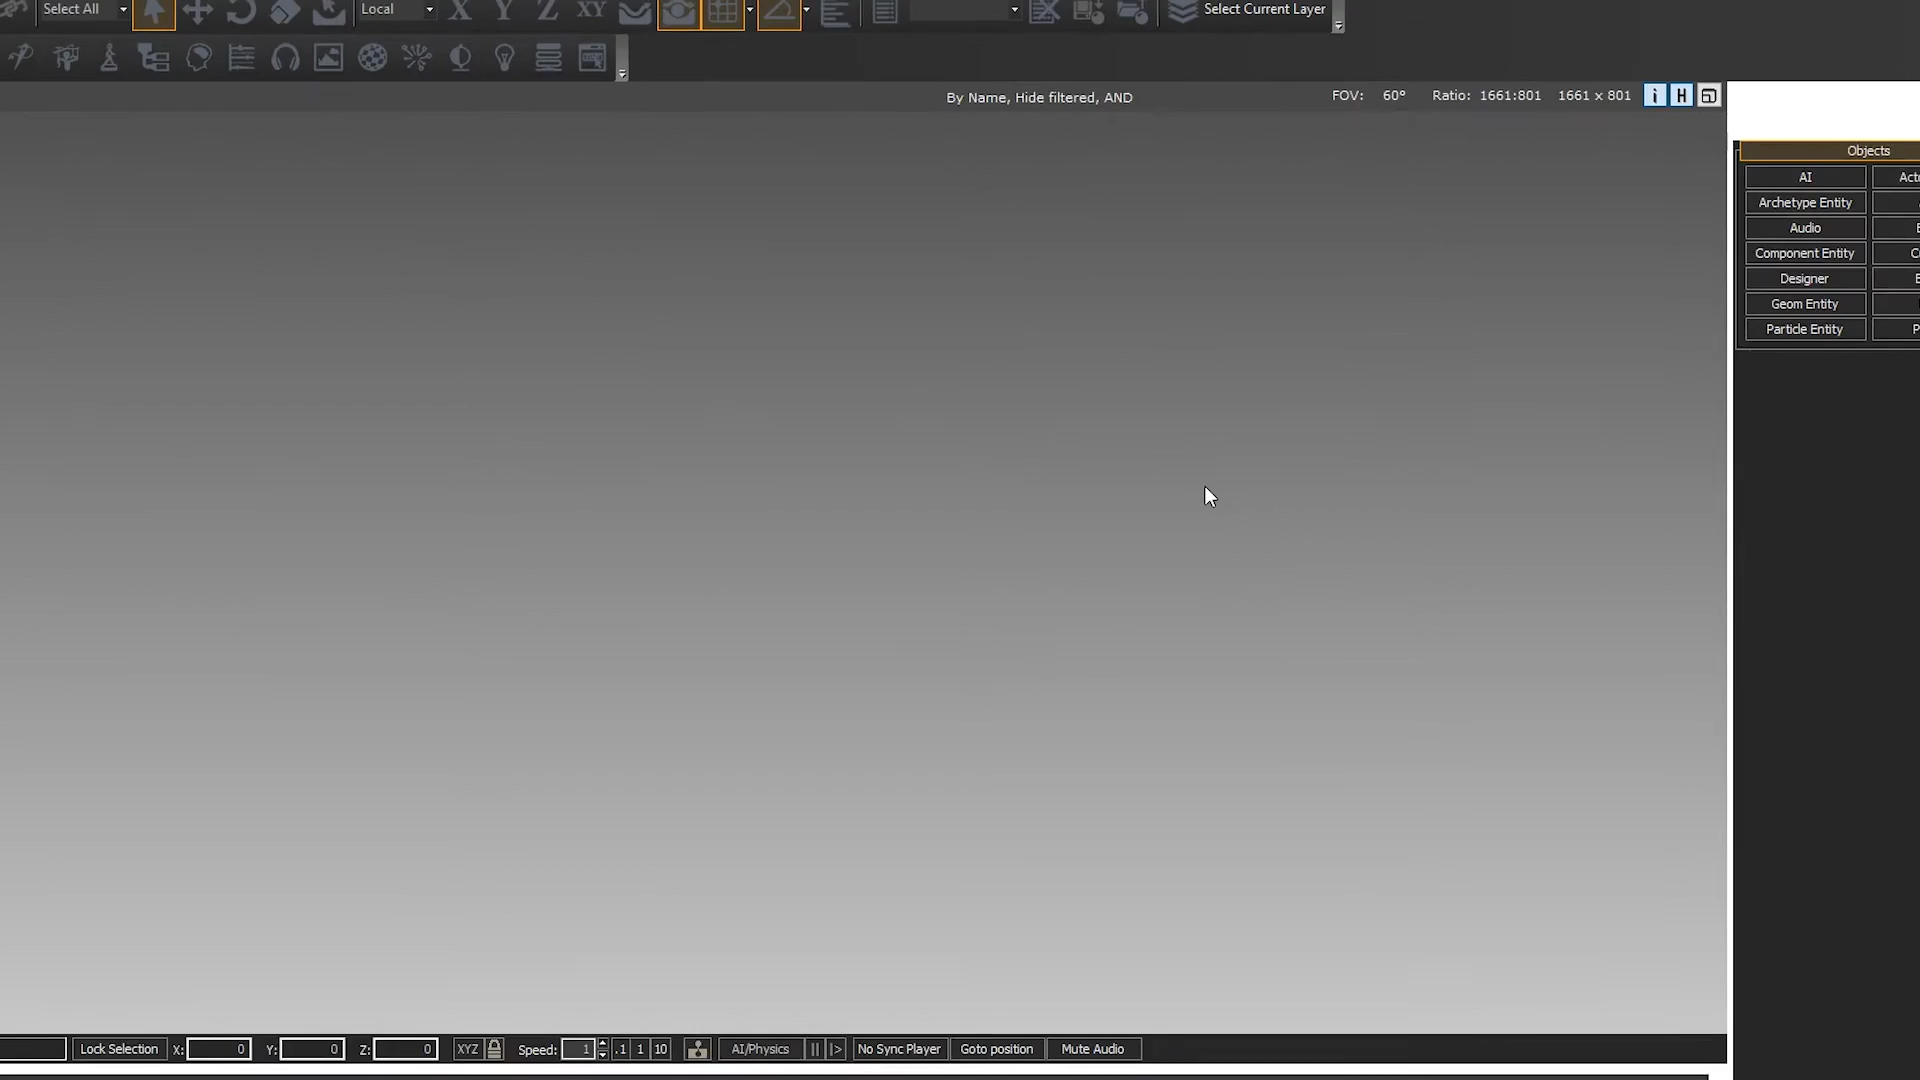 Select All Local X Y Z XY Select Current Layer
By Name, Hide filtered, AND FOV: 60° Ratio: 1661:801 1661 x 801 i H
Objects
AI
Archetype Entity
Audio
Component Entity
Designer
Geom Entity
Particle Entity
Lock Selection X: 0 Y: 0 Z: 0 XYZ Speed: 1 .1 1 10 AI/Physics No Sync Player Goto position Mute Audio